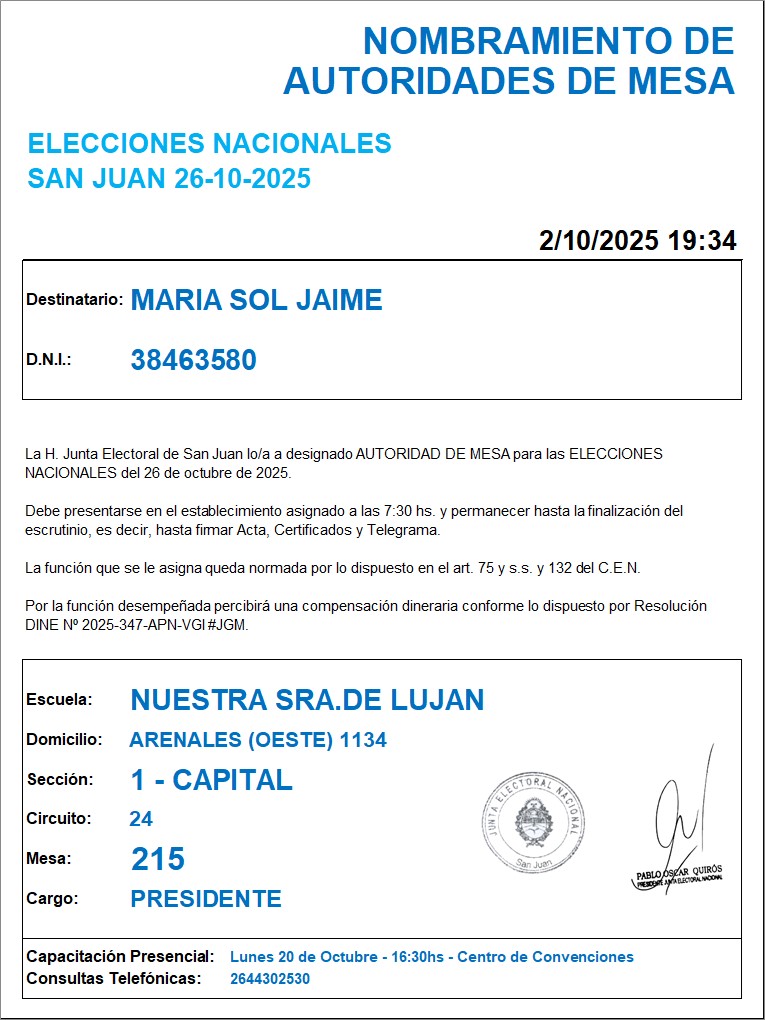 NOMBRAMIENTO DE
AUTORIDADES DE MESA
ELECCIONES NACIONALES
SAN JUAN 26-10-2025
2/10/2025 19:34
Destinatario: MARIA SOL JAIME
D.N.I.: 38463580
La H. Junta Electoral de San Juan lo/a a designado AUTORIDAD DE MESA para las ELECCIONES
NACIONALES del 26 de octubre de 2025.
Debe presentarse en el establecimiento asignado a las 7:30 hs. y permanecer hasta la finalización del
escrutinio, es decir, hasta firmar Acta, Certificados y Telegrama.
La función que se le asigna queda normada por lo dispuesto en el art. 75 y s.s. y 132 del C.E.N.
Por la función desempeñada percibirá una compensación dineraria conforme lo dispuesto por Resolución
DINE Nº 2025-347-APN-VGI#JGM.
Escuela: NUESTRA SRA.DE LUJAN
Domicilio: ARENALES (OESTE) 1134
Sección: 1 - CAPITAL
Circuito: 24
Mesa: 215
Cargo: PRESIDENTE
JUNTA ELECTORAL NACIONAL
San Juan
PABLO OSCAR QUIRÓS
PRESIDENTE JUNTA ELECTORAL NACIONAL
Capacitación Presencial: Lunes 20 de Octubre - 16:30hs - Centro de Convenciones
Consultas Telefónicas: 2644302530